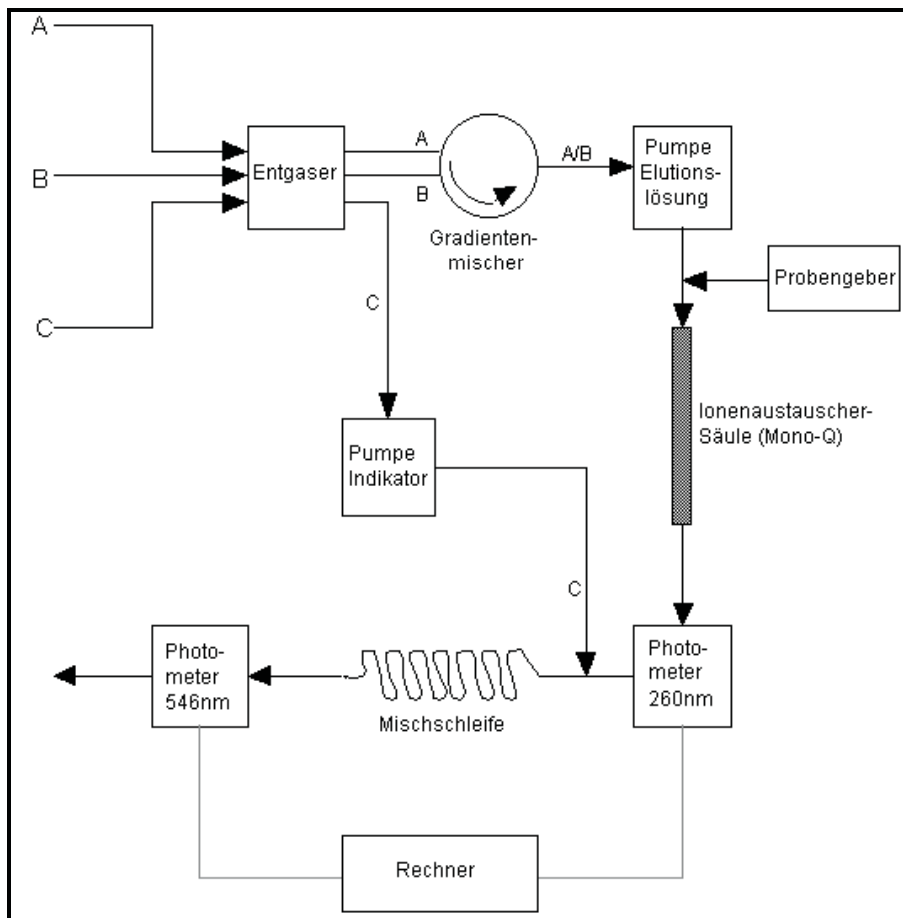 A
B
C
Entgaser
A
B
Gradienten-
mischer
A/B
Pumpe
Elutions-
lösung
Probengeber
C
Ionenaustauscher-
Säule (Mono-Q)
Pumpe
Indikator
C
Photo-
meter
546nm
Mischschleife
Photo-
meter
260nm
Rechner